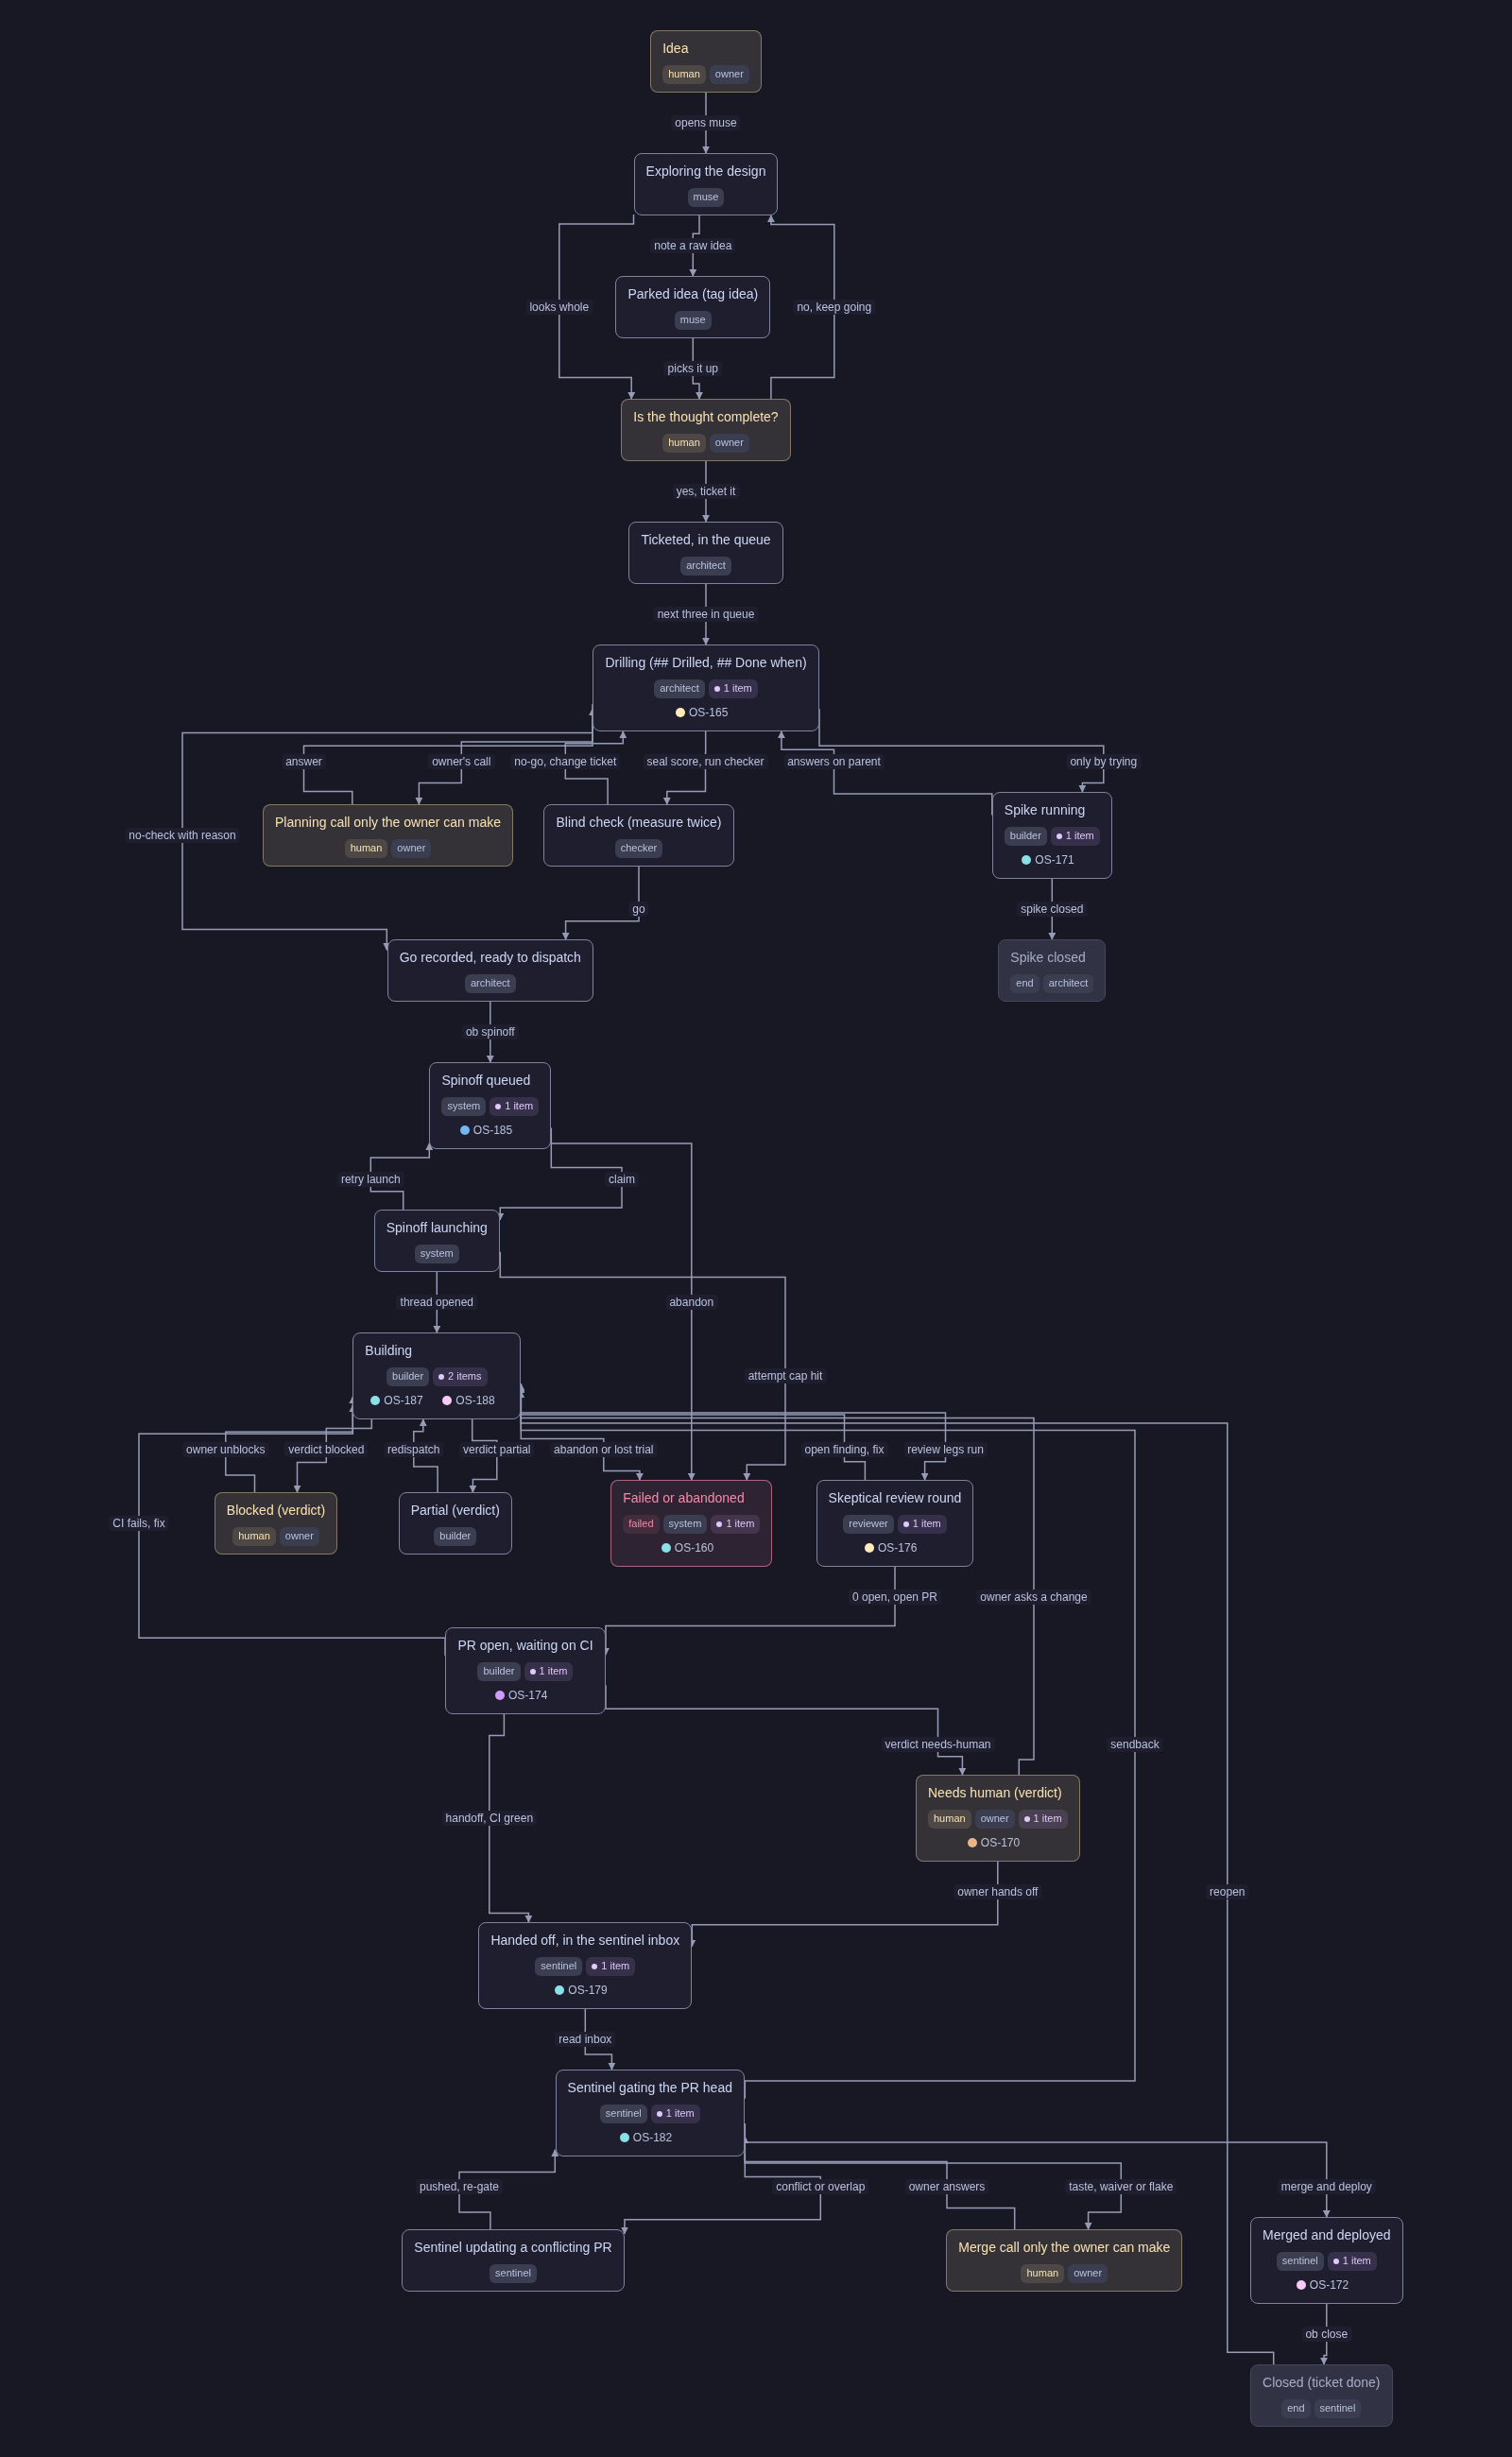 Idea
human owner
opens muse
Exploring the design
muse
note a raw idea
Parked idea (tag idea)
muse
looks whole
no, keep going
picks it up
Is the thought complete?
human owner
yes, ticket it
Ticketed, in the queue
architect
next three in queue
Drilling (## Drilled, ## Done when)
architect 1 item
OS-165
answer
owner's call
no-go, change ticket
seal score, run checker
answers on parent
only by trying
Planning call only the owner can make
human owner
Blind check (measure twice)
checker
Spike running
builder 1 item
OS-171
no-check with reason
go
spike closed
Go recorded, ready to dispatch
architect
Spike closed
end architect
ob spinoff
Spinoff queued
system 1 item
OS-185
retry launch
claim
Spinoff launching
system
thread opened
abandon
Building
builder 2 items
OS-187 OS-188
attempt cap hit
owner unblocks
verdict blocked
redispatch
verdict partial
abandon or lost trial
open finding, fix
review legs run
Blocked (verdict)
human owner
Partial (verdict)
builder
Failed or abandoned
failed system 1 item
OS-160
Skeptical review round
reviewer 1 item
OS-176
CI fails, fix
0 open, open PR
owner asks a change
PR open, waiting on CI
builder 1 item
OS-174
verdict needs-human
sendback
Needs human (verdict)
human owner 1 item
OS-170
handoff, CI green
owner hands off
reopen
Handed off, in the sentinel inbox
sentinel 1 item
OS-179
read inbox
Sentinel gating the PR head
sentinel 1 item
OS-182
pushed, re-gate
conflict or overlap
owner answers
taste, waiver or flake
merge and deploy
Sentinel updating a conflicting PR
sentinel
Merge call only the owner can make
human owner
Merged and deployed
sentinel 1 item
OS-172
ob close
Closed (ticket done)
end sentinel